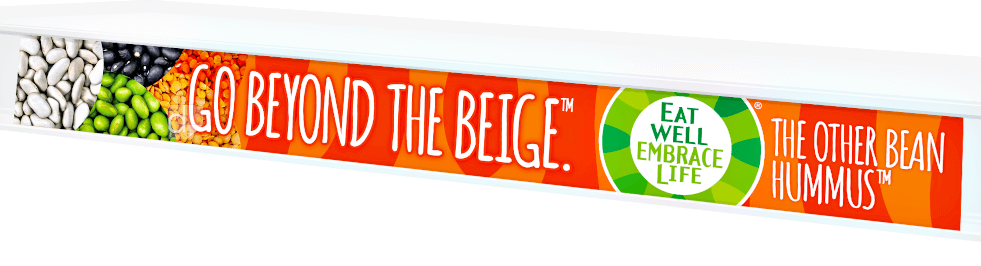 GO BEYOND THE BEIGE.™
EAT
WELL
EMBRACE
LIFE
®
THE OTHER BEAN
HUMMUS™